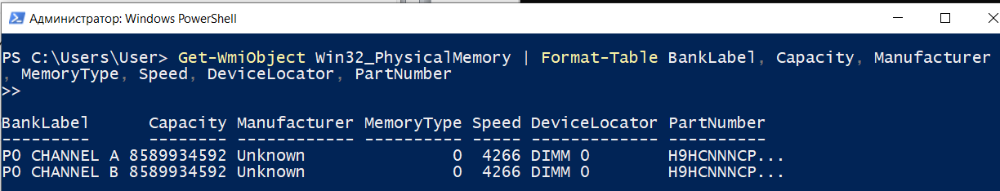 Администратор: Windows PowerShell
PS C:\Users\User> Get-WmiObject Win32_PhysicalMemory | Format-Table BankLabel, Capacity, Manufacturer
, MemoryType, Speed, DeviceLocator, PartNumber
>>
BankLabel Capacity Manufacturer MemoryType Speed DeviceLocator PartNumber
--------- -------- ------------ ---------- ----- ------------- ----------
P0 CHANNEL A 8589934592 Unknown 0 4266 DIMM 0 H9HCNNNCP...
P0 CHANNEL B 8589934592 Unknown 0 4266 DIMM 0 H9HCNNNCP...